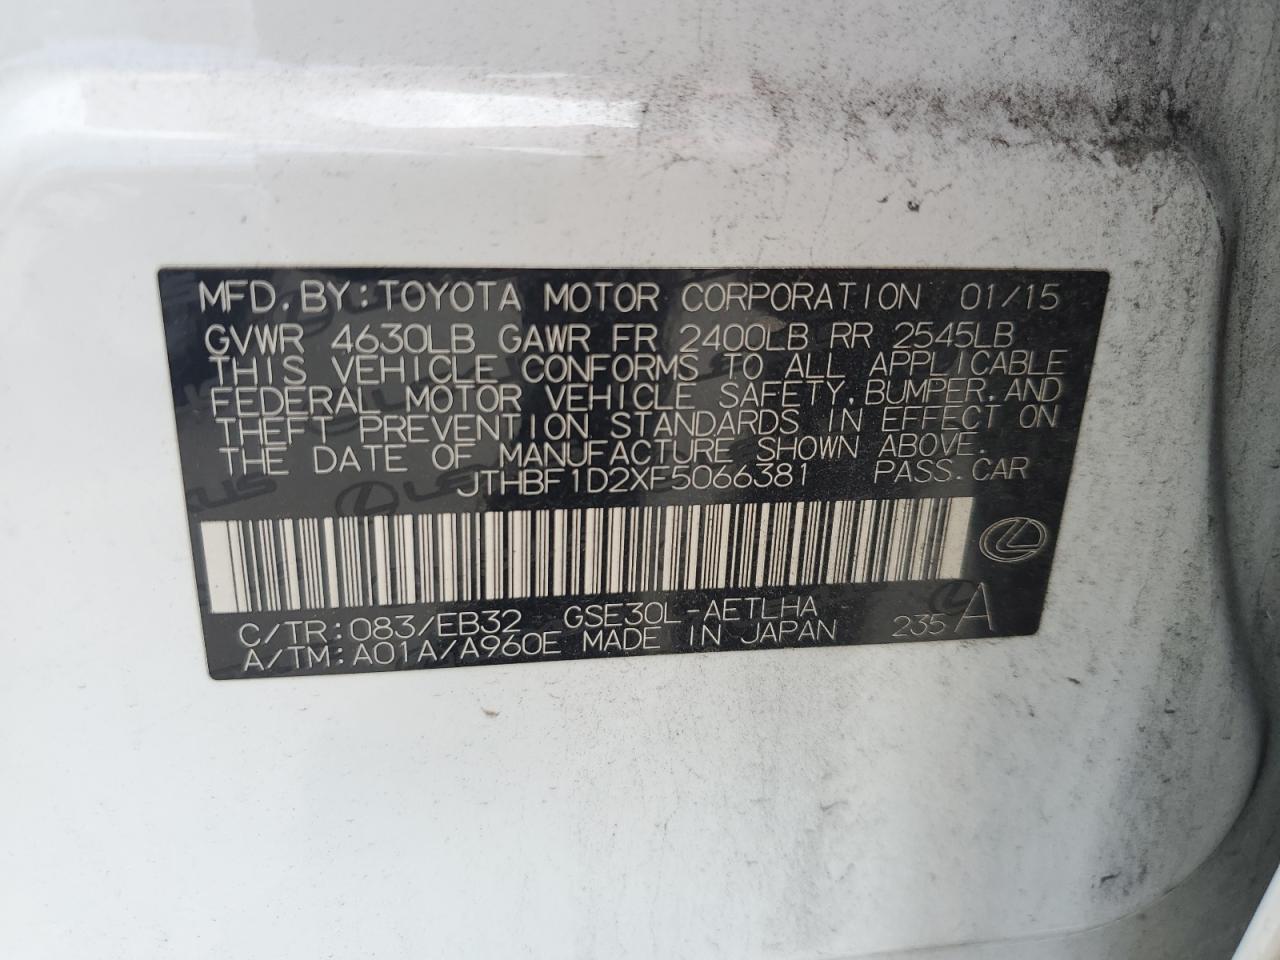 MFD.BY:TOYOTA MOTOR CORPORATION 01/15
GVWR 4630LB GAWR FR 2400LB RR 2545LB
THIS VEHICLE CONFORMS TO ALL APPLICABLE
FEDERAL MOTOR VEHICLE SAFETY,BUMPER,AND
THEFT PREVENTION STANDARDS IN EFFECT ON
THE DATE OF MANUFACTURE SHOWN ABOVE.
JTHBF1D2XF5066381 PASS.CAR
C/TR:083/EB32 GSE30L-AETLHA 235 A
A/TM:A01A/A960E MADE IN JAPAN